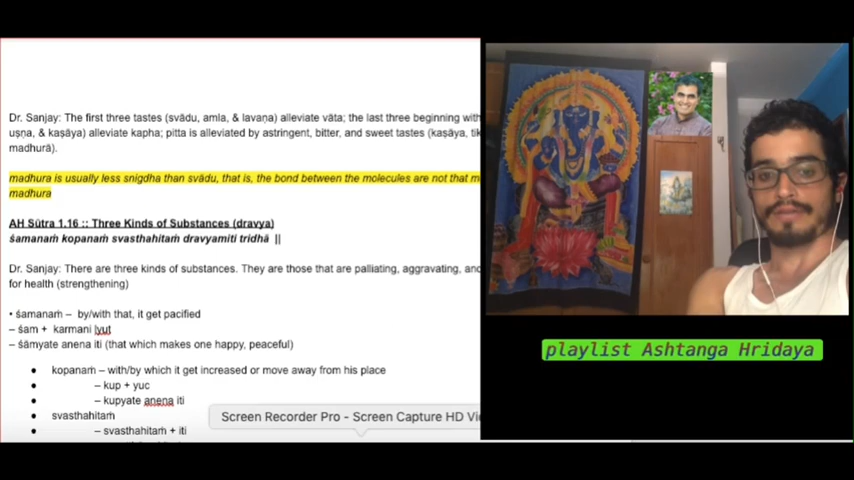 Dr. Sanjay: The first three tastes (svādu, amla, & lavaṇa) alleviate vāta; the last three beginning with
uṣṇa, & kaṣāya) alleviate kapha; pitta is alleviated by astringent, bitter, and sweet tastes (kaṣāya, tik
madhurā).
madhura is usually less snigdha than svādu, that is, the bond between the molecules are not that m
madhura
AH Sūtra 1.16 :: Three Kinds of Substances (dravya)
śamanaṁ kopanaṁ svasthahitaṁ dravyamiti tridhā ||
Dr. Sanjay: There are three kinds of substances. They are those that are palliating, aggravating, and
for health (strengthening)
• śamanaṁ – by/with that, it get pacified
– śam + karmani lyuṭ
– śāmyate anena iti (that which makes one happy, peaceful)
● kopanaṁ – with/by which it get increased or move away from his place
● – kup + yuc
● – kupyate anena iti
● svasthahitaṁ
● – svasthahitaṁ + iti
Screen Recorder Pro - Screen Capture HD Vi
playlist Ashtanga Hridaya